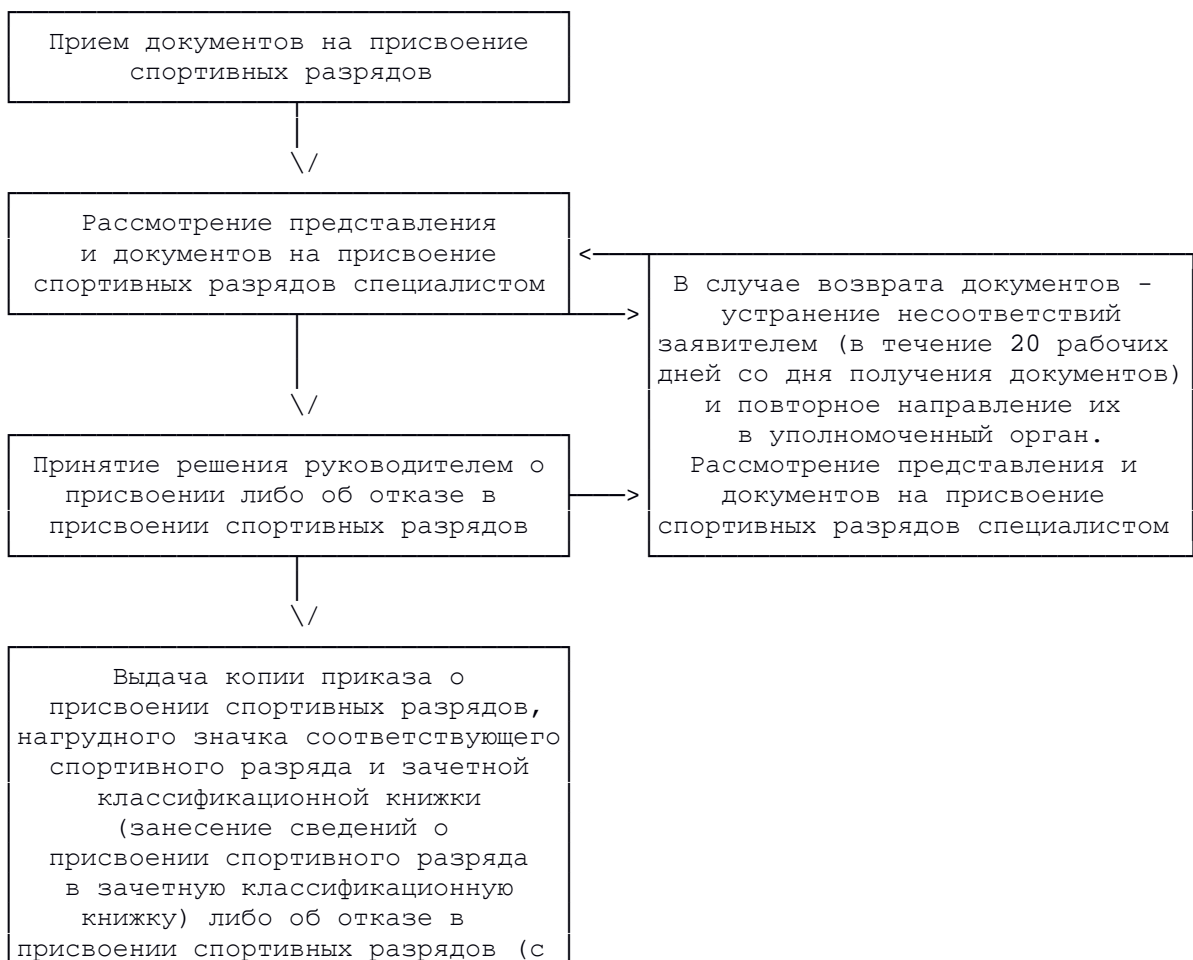 Прием документов на присвоение
спортивных разрядов
Рассмотрение представления
и документов на присвоение
спортивных разрядов специалистом
В случае возврата документов -
устранение несоответствий
заявителем (в течение 20 рабочих
дней со дня получения документов)
и повторное направление их
в уполномоченный орган.
Рассмотрение представления и
документов на присвоение
спортивных разрядов специалистом
Принятие решения руководителем о
присвоении либо об отказе в
присвоении спортивных разрядов
Выдача копии приказа о
присвоении спортивных разрядов,
нагрудного значка соответствующего
спортивного разряда и зачетной
классификационной книжки
(занесение сведений о
присвоении спортивного разряда
в зачетную классификационную
книжку) либо об отказе в
присвоении спортивных разрядов (с